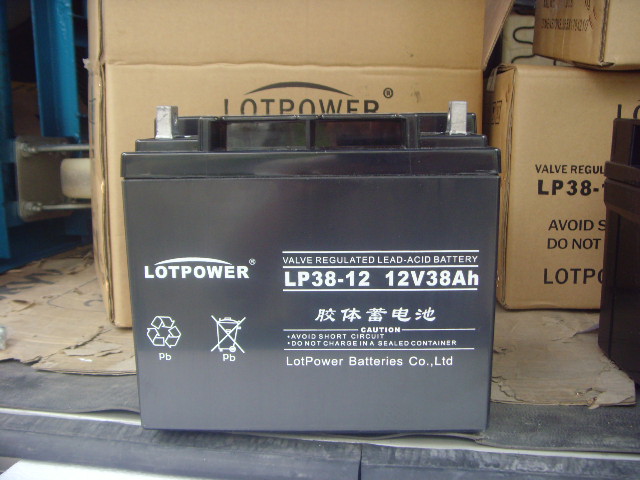 LOTPOWER®
VALVE REGUL
LP38-1
AVOID S
DO NOT
LOTPO
LOTPOWER®
VALVE REGULATED LEAD-ACID BATTERY
LP38-12 12V38Ah
胶体蓄电池
CAUTION
•AVOID SHORT CIRCUIT
•DO NOT CHARGE IN A SEALED CONTAINER
LotPower Batteries Co.,Ltd
Pb
Pb